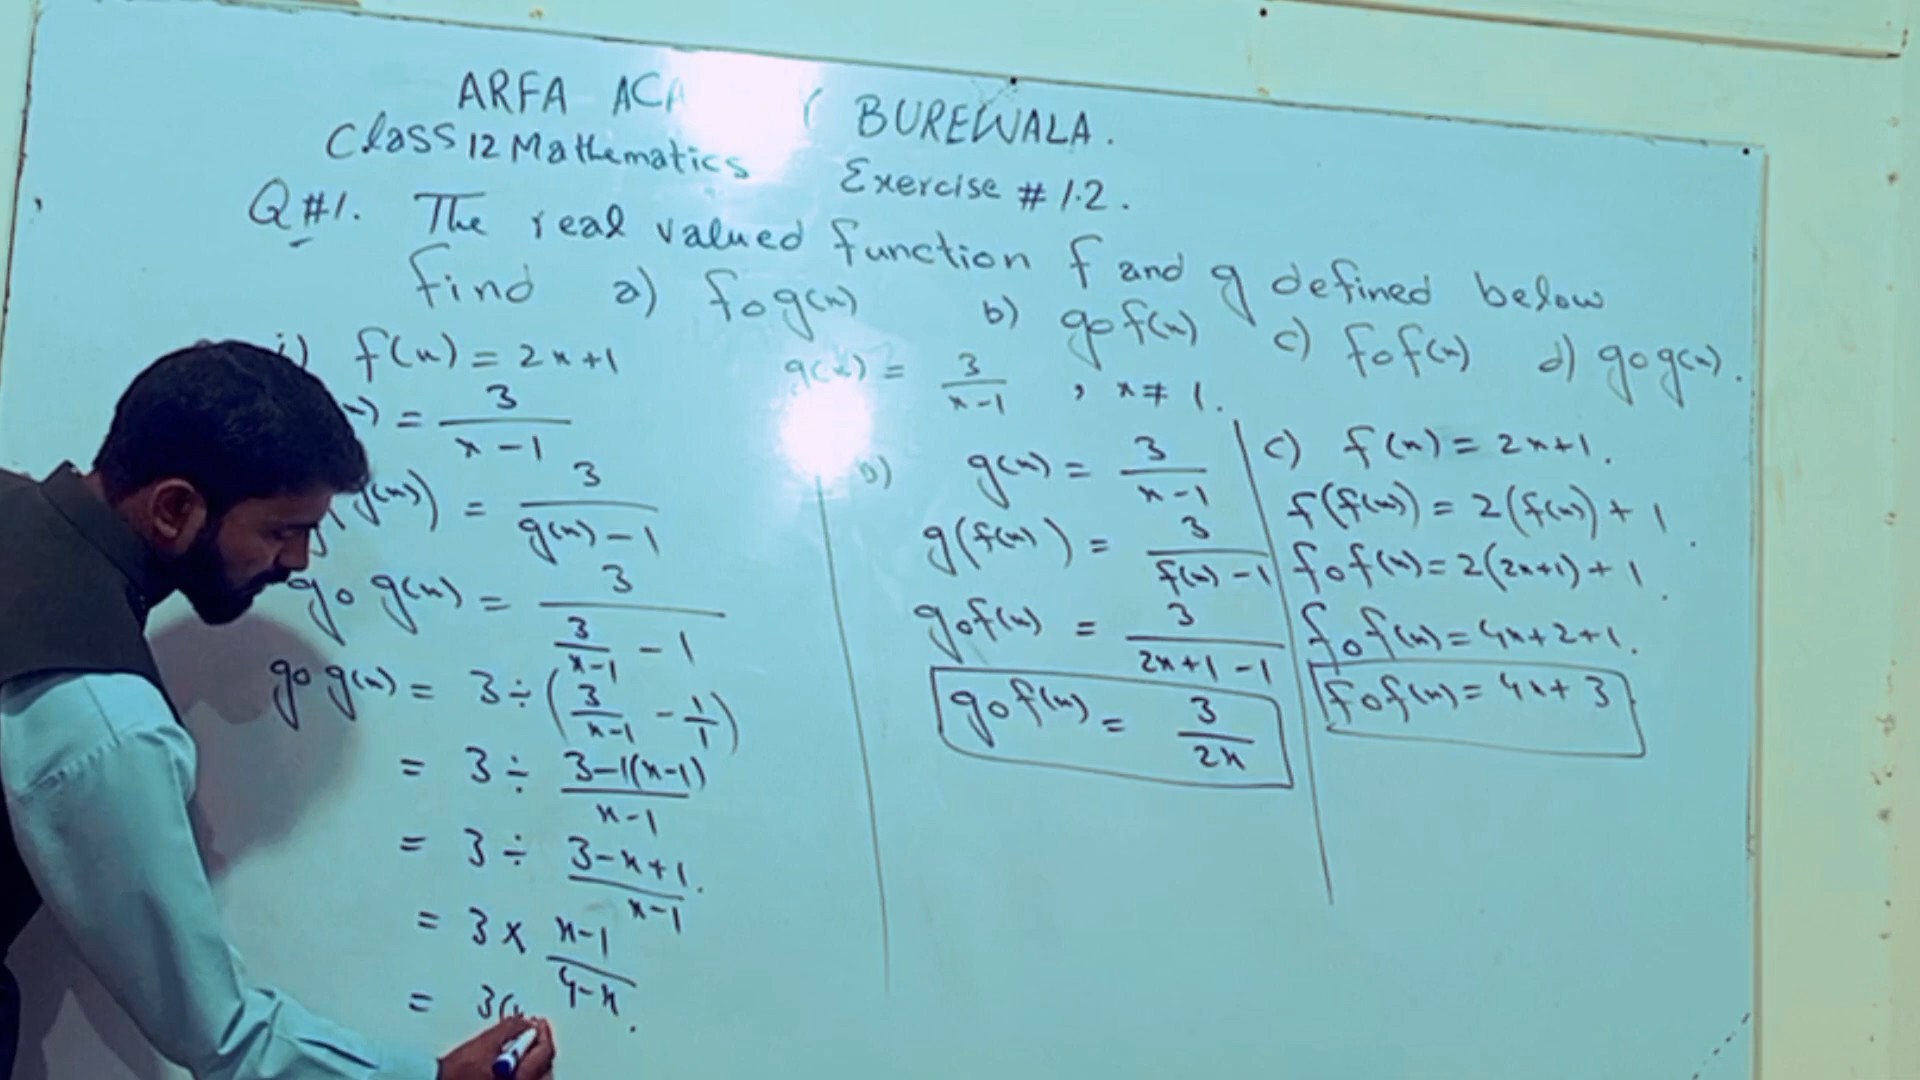 ARFA ACA BUREWALA.
Class 12 Mathematics Exercise # 1.2.
Q#1. The real valued function f and g defined below
find a) fog(x) b) gof(x) c) fof(x) d) gog(x).
i) f(x) = 2x+1 g(x) = 3/(x-1) , x ≠ 1.
) = 3/(x-1)
g(x)) = 3/(g(x)-1)
gog(x) = 3/(3/(x-1) - 1)
gog(x) = 3÷(3/(x-1) - 1/1)
= 3÷ (3-1(x-1))/(x-1)
= 3÷ (3-x+1)/(x-1).
= 3× (x-1)/(4-x).
= 3(
b) g(x) = 3/(x-1)
g(f(x)) = 3/(f(x)-1)
gof(x) = 3/(2x+1-1)
gof(x) = 3/2x
c) f(x) = 2x+1.
f(f(x)) = 2(f(x)) + 1.
fof(x) = 2(2x+1) + 1.
fof(x) = 4x+2+1.
fof(x) = 4x+3